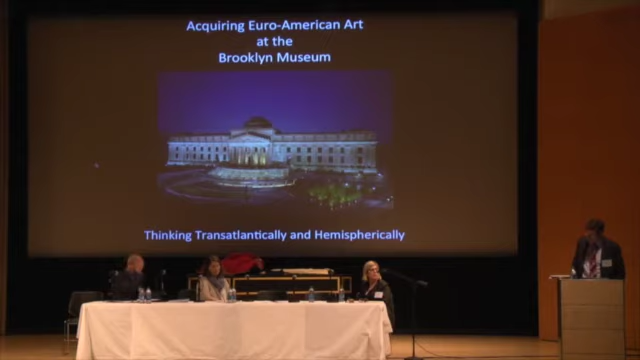 Acquiring Euro-American Art
at the
Brooklyn Museum
Thinking Transatlantically and Hemispherically